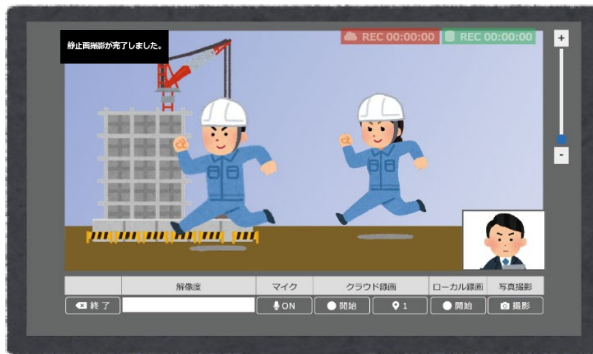 静止画撮影が完了しました。
REC 00:00:00 REC 00:00:00
+
-
解像度 マイク クラウド録画 ローカル録画 写真撮影
終了 ON 開始 1 開始 撮影